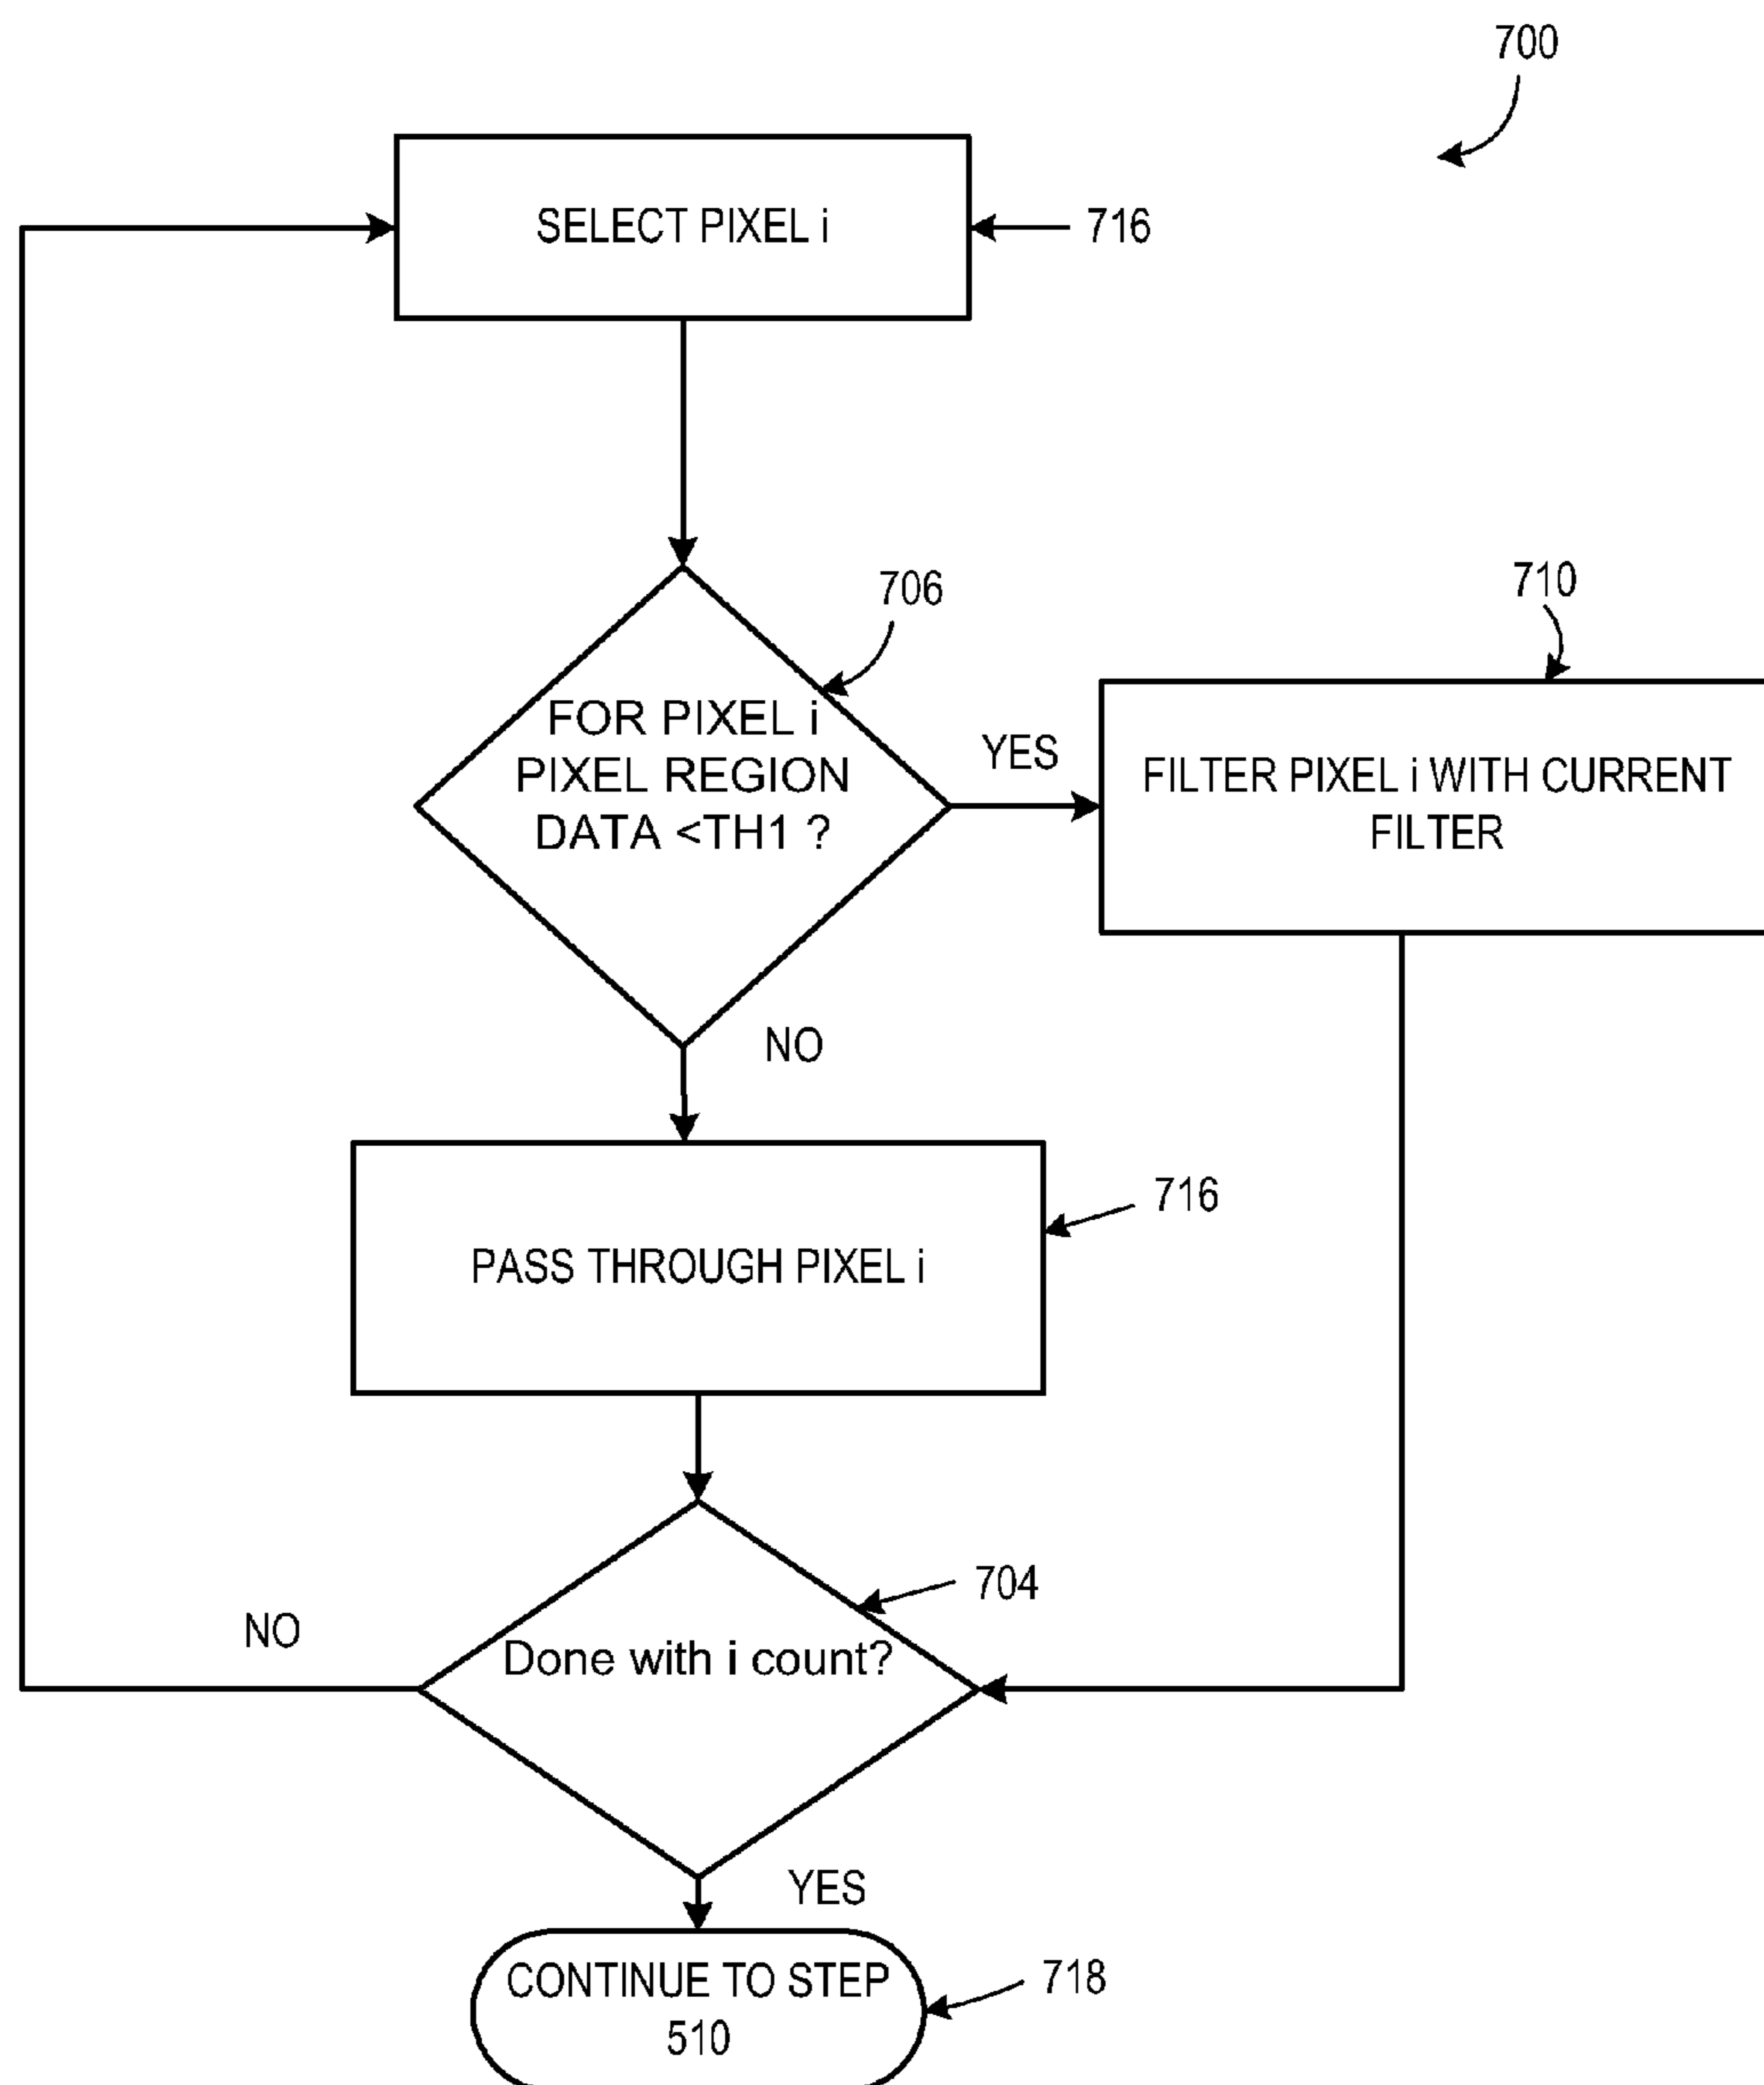 700
SELECT PIXEL i
716
706
FOR PIXEL i
PIXEL REGION
DATA <TH1 ?
YES
710
FILTER PIXEL i WITH CURRENT
FILTER
NO
716
PASS THROUGH PIXEL i
704
Done with i count?
NO
YES
CONTINUE TO STEP
510
718